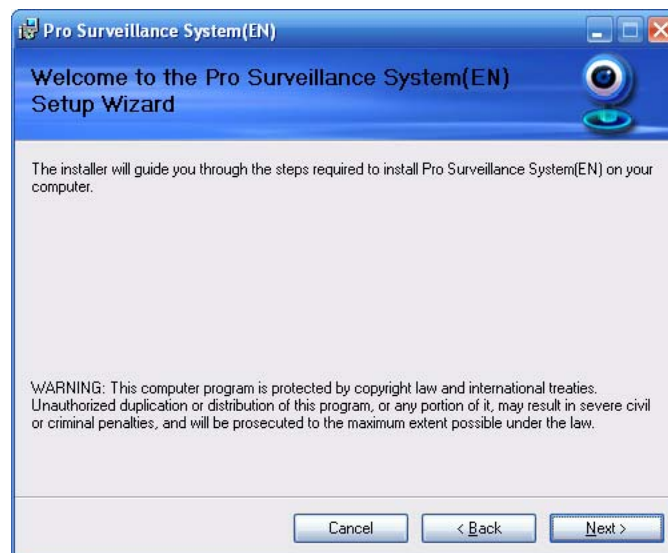 Pro Surveillance System(EN)
Welcome to the Pro Surveillance System(EN)
Setup Wizard
The installer will guide you through the steps required to install Pro Surveillance System(EN) on your
computer.
WARNING: This computer program is protected by copyright law and international treaties.
Unauthorized duplication or distribution of this program, or any portion of it, may result in severe civil
or criminal penalties, and will be prosecuted to the maximum extent possible under the law.
Cancel < Back Next >